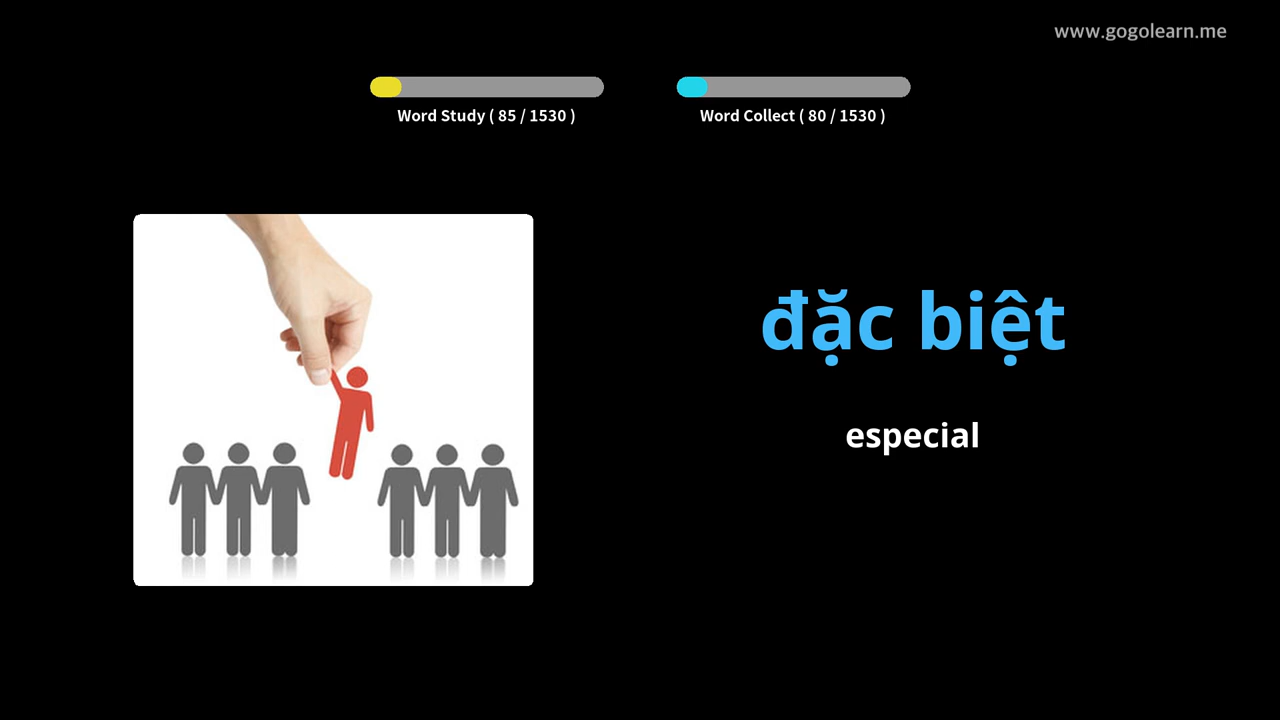 www.gogolearn.me
Word Study ( 85 / 1530 )
Word Collect ( 80 / 1530 )
đặc biệt
especial